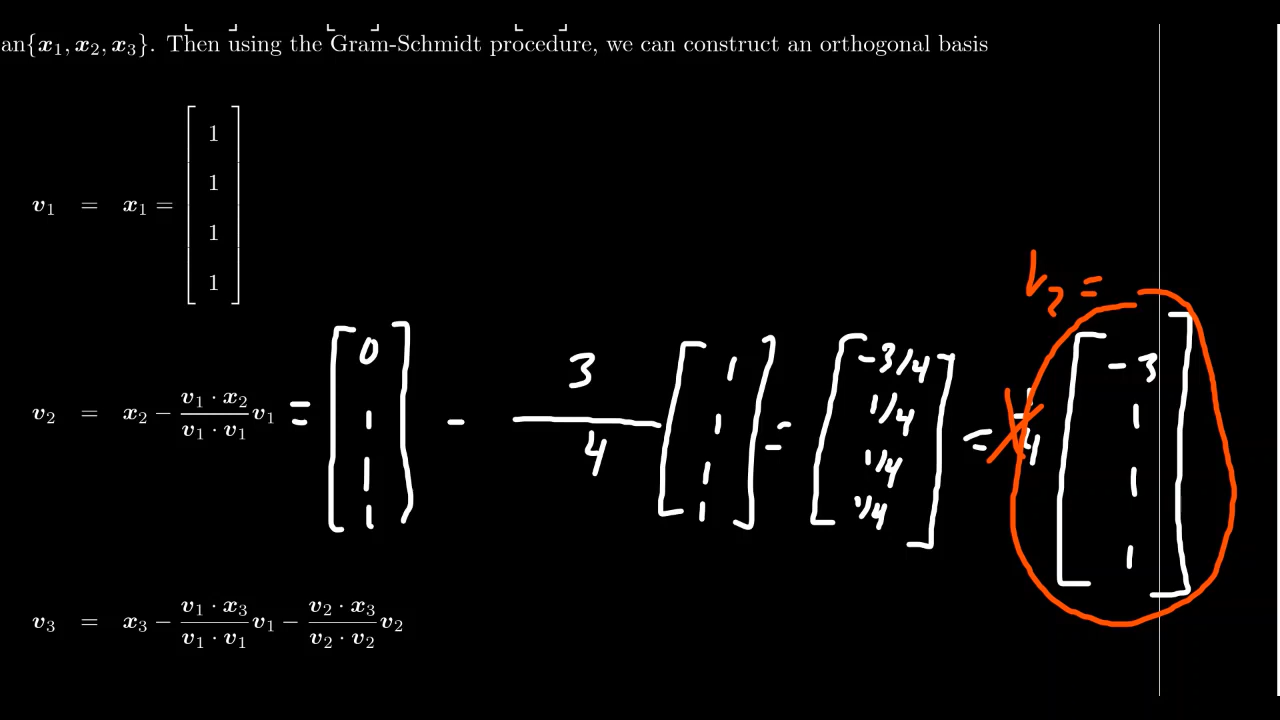 an{x₁, x₂, x₃}. Then using the Gram-Schmidt procedure, we can construct an orthogonal basis
v₁ = x₁ = [1 1 1 1]
v₂ =
v₂ = x₂ − (v₁ · x₂)/(v₁ · v₁) v₁ = [0 1 1 1] - 3/4 [1 1 1 1] = [-3/4 1/4 1/4 1/4] = 1/4 [-3 1 1 1]
v₃ = x₃ − (v₁ · x₃)/(v₁ · v₁) v₁ − (v₂ · x₃)/(v₂ · v₂) v₂